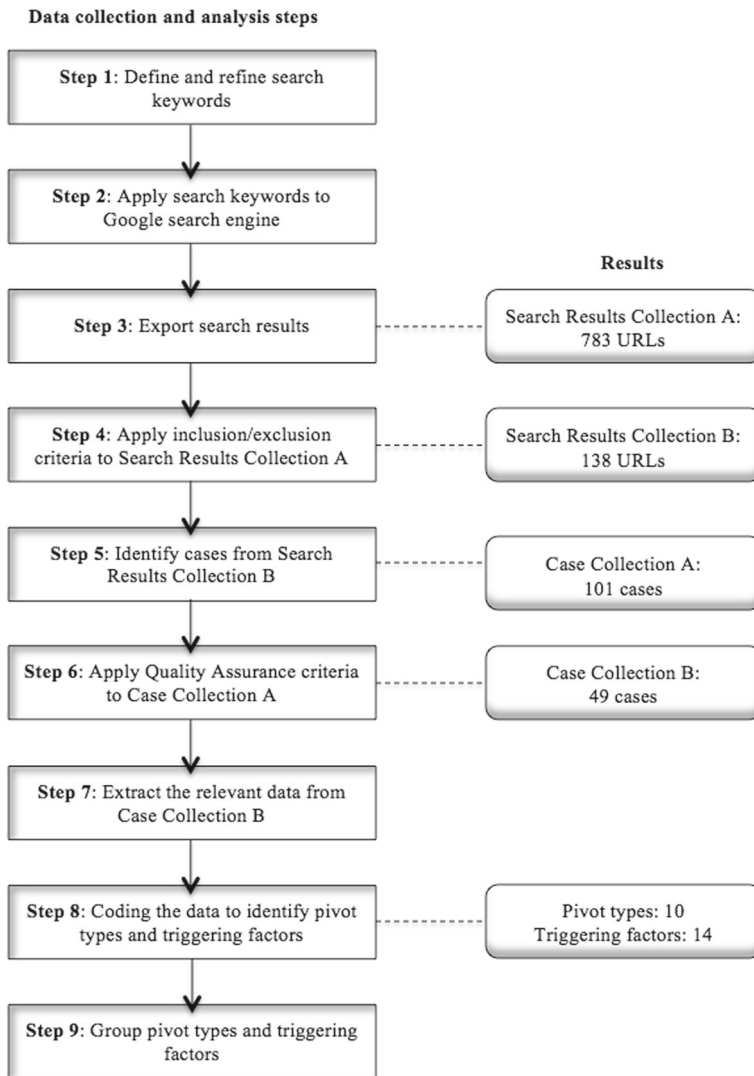 Data collection and analysis steps
Step 1: Define and refine search
keywords
Step 2: Apply search keywords to
Google search engine
Results
Step 3: Export search results
Search Results Collection A:
783 URLs
Step 4: Apply inclusion/exclusion
criteria to Search Results Collection A
Search Results Collection B:
138 URLs
Step 5: Identify cases from Search
Results Collection B
Case Collection A:
101 cases
Step 6: Apply Quality Assurance criteria
to Case Collection A
Case Collection B:
49 cases
Step 7: Extract the relevant data from
Case Collection B
Step 8: Coding the data to identify pivot
types and triggering factors
Pivot types: 10
Triggering factors: 14
Step 9: Group pivot types and triggering
factors